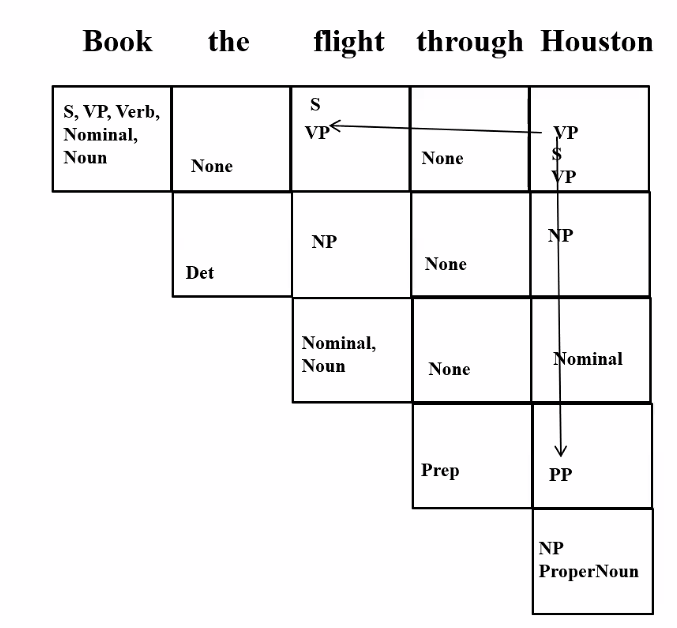 Book the flight through Houston
S, VP, Verb,
Nominal,
Noun
None
S
VP
None
VP
S
VP
Det
NP
None
NP
Nominal,
Noun
None
Nominal
Prep
PP
NP
ProperNoun